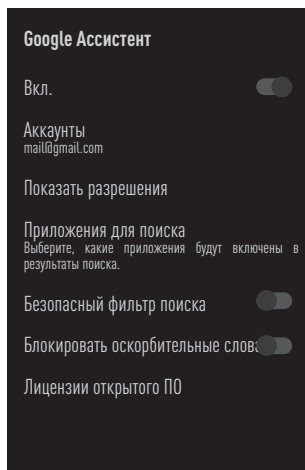 Google Ассистент
Вкл.
Аккаунты
mail@gmail.com
Показать разрешения
Приложения для поиска
Выберите, какие приложения будут включены в
результаты поиска.
Безопасный фильтр поиска
Блокировать оскорбительные слова
Лицензии открытого ПО